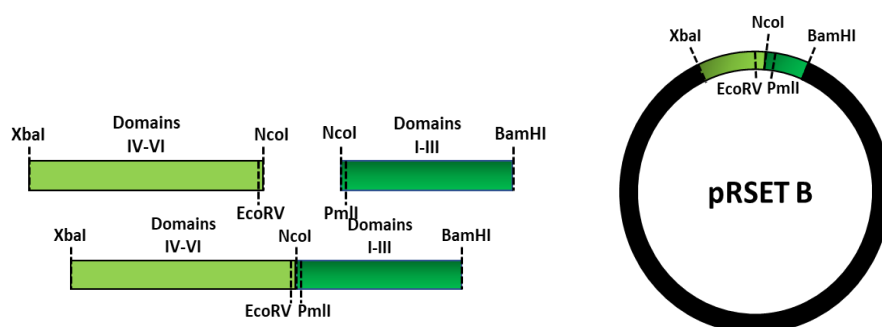 XbaI
Domains
IV-VI
NcoI
EcoRV
NcoI
Domains
I-III
BamHI
PmlI
XbaI
Domains
IV-VI
NcoI
Domains
I-III
BamHI
EcoRV
PmlI
XbaI
NcoI
BamHI
EcoRV
PmlI
pRSET B